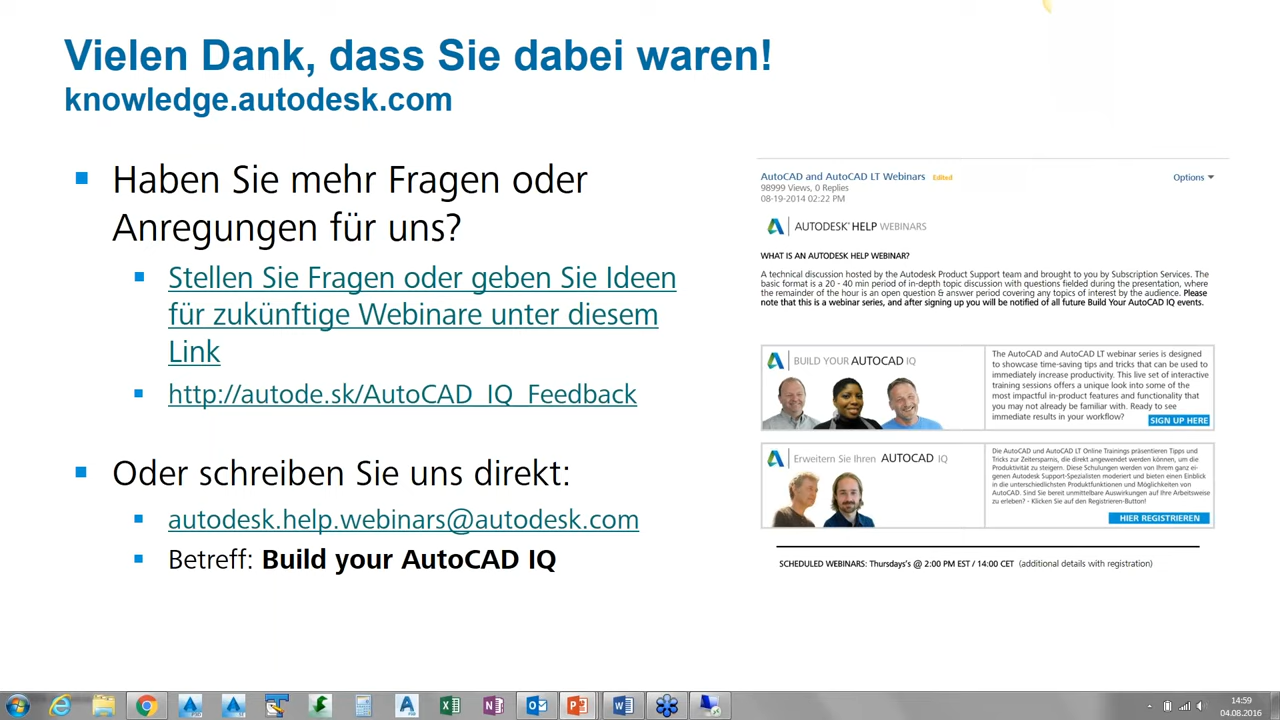 Vielen Dank, dass Sie dabei waren!
knowledge.autodesk.com
Haben Sie mehr Fragen oder
Anregungen für uns?
Stellen Sie Fragen oder geben Sie Ideen
für zukünftige Webinare unter diesem
Link
http://autode.sk/AutoCAD_IQ_Feedback
Oder schreiben Sie uns direkt:
autodesk.help.webinars@autodesk.com
Betreff: Build your AutoCAD IQ
AutoCAD and AutoCAD LT Webinars Edited
Options
98999 Views, 0 Replies
08-19-2014 02:22 PM
AUTODESK® HELP WEBINARS
WHAT IS AN AUTODESK HELP WEBINAR?
A technical discussion hosted by the Autodesk Product Support team and brought to you by Subscription Services. The
basic format is a 20 - 40 min period of in-depth topic discussion with questions fielded during the presentation, where
the remainder of the hour is an open question & answer period covering any topics of interest by the audience. Please
note that this is a webinar series, and after signing up you will be notified of all future Build Your AutoCAD IQ events.
BUILD YOUR AUTOCAD IQ
The AutoCAD and AutoCAD LT webinar series is designed
to showcase time-saving tips and tricks that can be used to
immediately increase productivity. This live set of interactive
training sessions offers a unique look into some of the
most impactful in-product features and functionality that
you may not already be familiar with. Ready to see
immediate results in your workflow?
SIGN UP HERE
Erweitern Sie Ihren AUTOCAD IQ
Die AutoCAD und AutoCAD LT Online Trainings präsentieren Tipps und
Tricks zur Zeitersparnis, die direkt angewendet werden können, um die
Produktivität zu steigern. Diese Schulungen werden von Ihrem ganz ei-
genen Autodesk Support-Spezialisten moderiert und bieten einen Einblick
in die unterschiedlichsten Produktfunktionen und Möglichkeiten von
AutoCAD. Sind Sie bereit unmittelbare Auswirkungen auf Ihre Arbeitsweise
zu erleben? - Klicken Sie auf den Registrieren-Button!
HIER REGISTRIEREN
SCHEDULED WEBINARS: Thursdays's @ 2:00 PM EST / 14:00 CET (additional details with registration)
14:59
04.08.2016